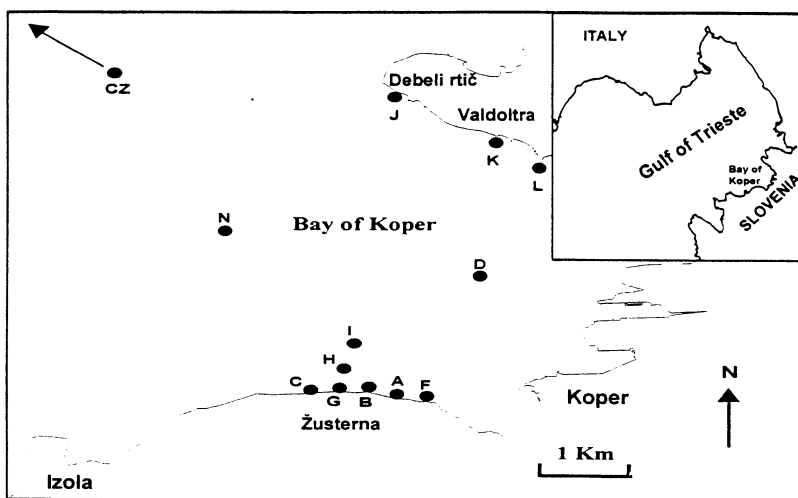 ITALY
Debeli rtič
CZ
J
Valdoltra
Gulf of Trieste
K
Bay of
Koper
L
SLOVENIA
N
Bay of Koper
D
I
H
C
G
B
A
F
N
Koper
Žusterna
1 Km
Izola